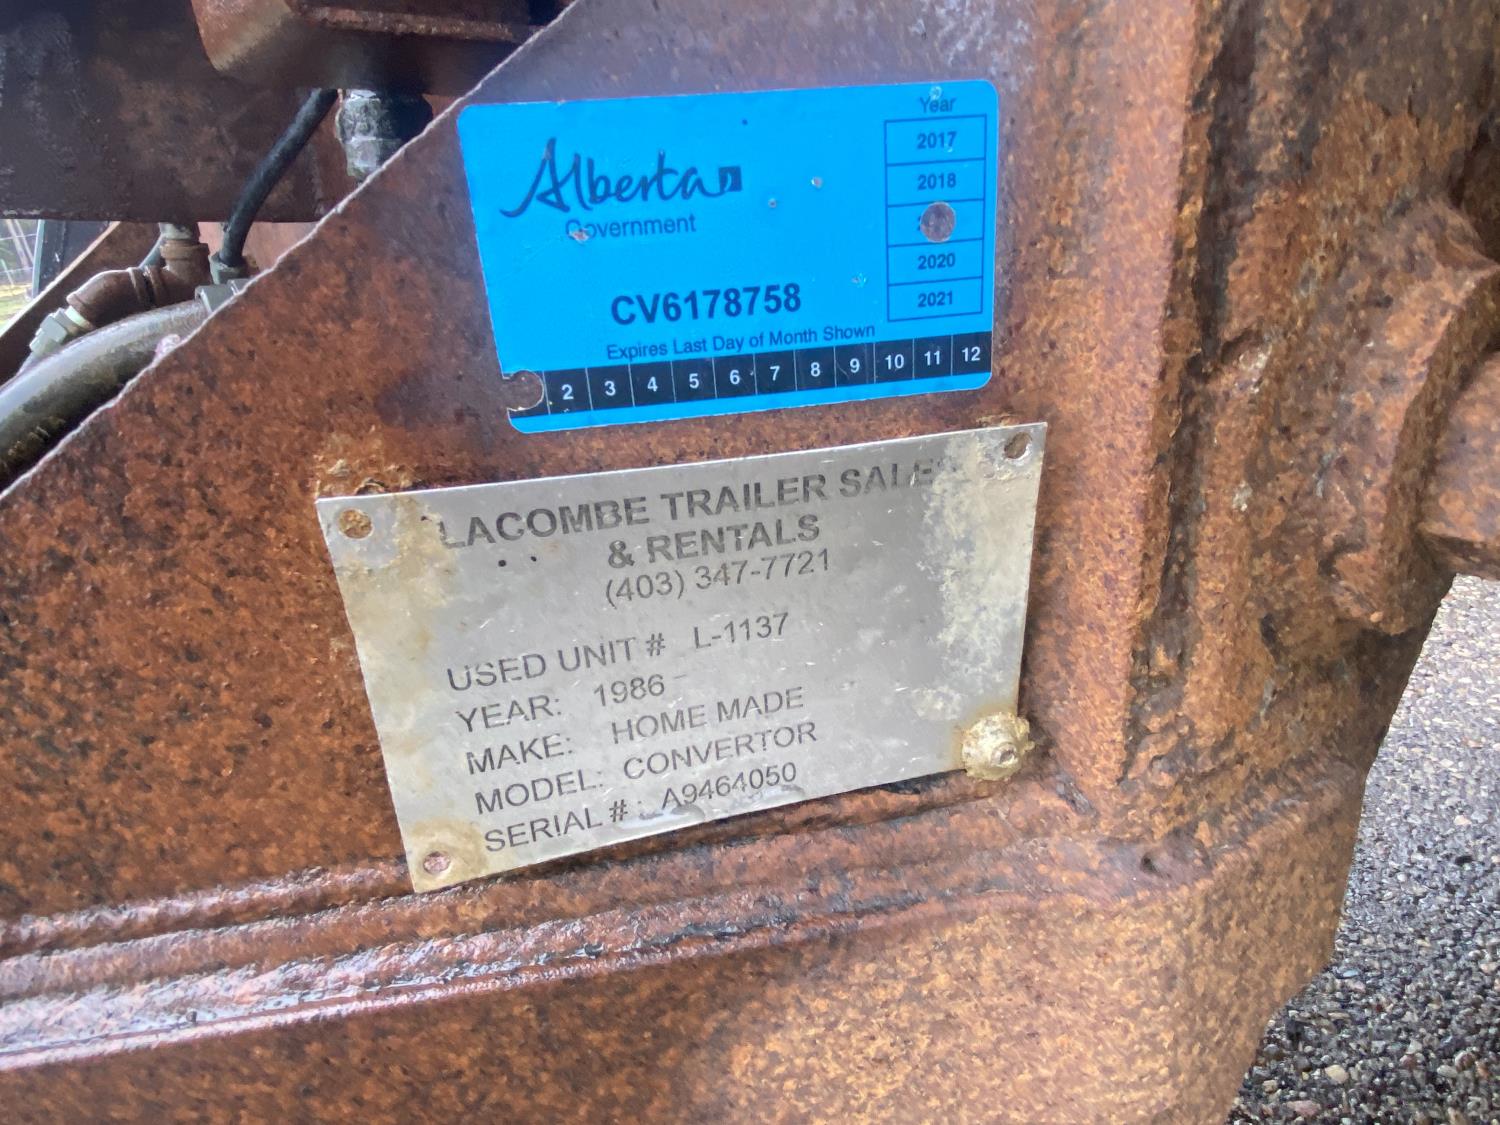 Alberta
Government
Year
2017
2018
2020
2021
CV6178758
Expires Last Day of Month Shown
2 3 4 5 6 7 8 9 10 11 12
LACOMBE TRAILER SALE
& RENTALS
(403) 347-7721
USED UNIT # L-1137
YEAR: 1986
MAKE: HOME MADE
MODEL: CONVERTOR
SERIAL #: A9464050